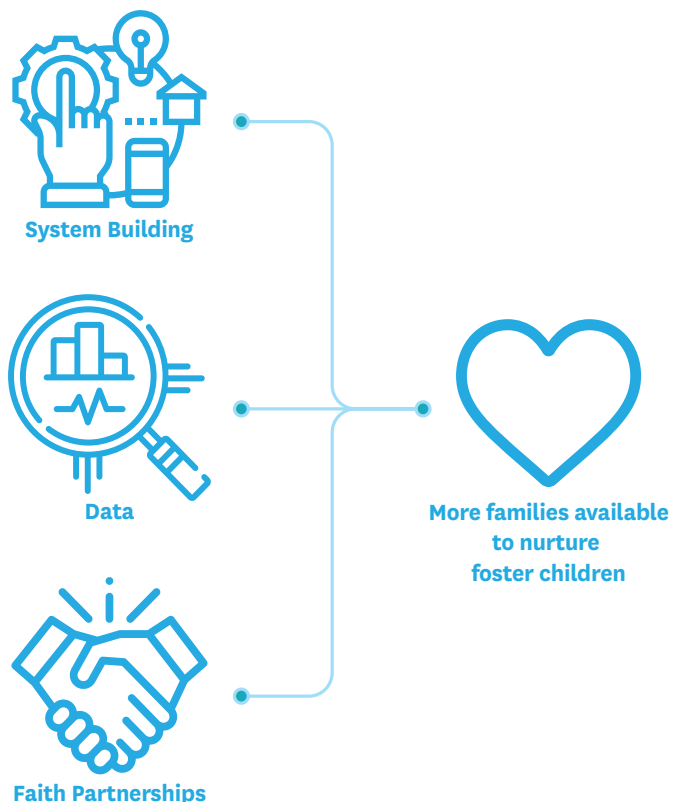 System Building
Data
More families available
to nurture
foster children
Faith Partnerships